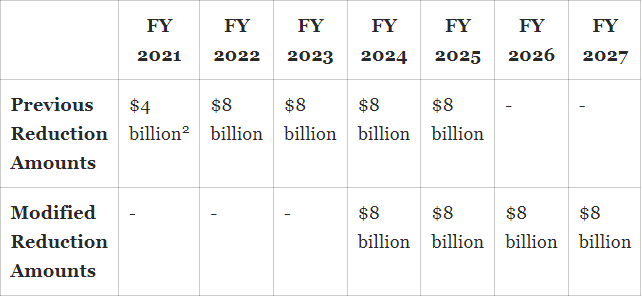 FY 2021 FY 2022 FY 2023 FY 2024 FY 2025 FY 2026 FY 2027
Previous Reduction Amounts $4 billion² $8 billion $8 billion $8 billion $8 billion - -
Modified Reduction Amounts - - - $8 billion $8 billion $8 billion $8 billion